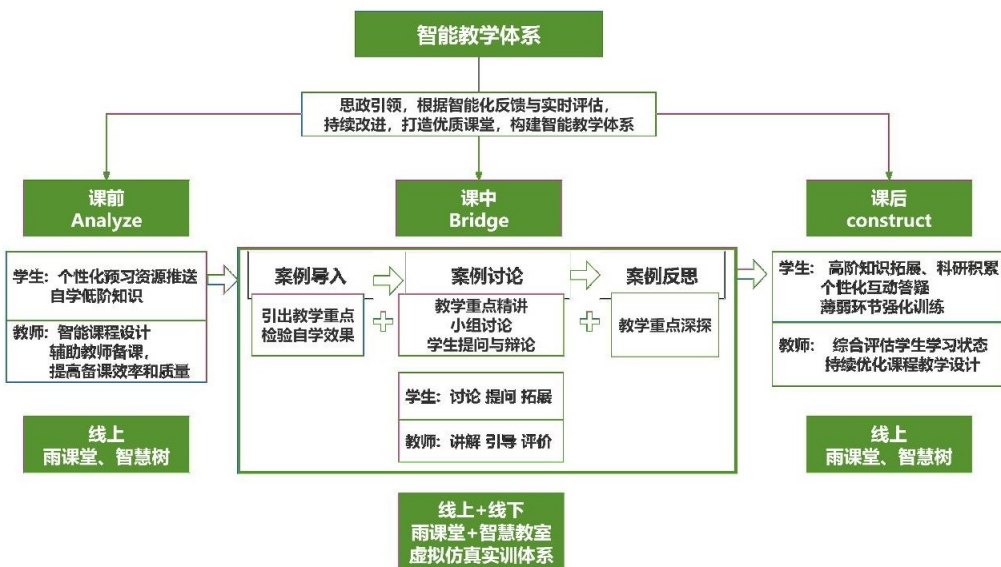 智能教学体系
思政引领，根据智能化反馈与实时评估，
持续改进，打造优质课堂，构建智能教学体系
课前
Analyze
学生：个性化预习资源推送
自学低阶知识
教师：智能课程设计
辅助教师备课，
提高备课效率和质量
线上
雨课堂、智慧树
课中
Bridge
案例导入
引出教学重点
检验自学效果
案例讨论
教学重点精讲
小组讨论
学生提问与辩论
案例反思
教学重点深探
学生：讨论 提问 拓展
教师：讲解 引导 评价
线上+线下
雨课堂+智慧教室
虚拟仿真实训体系
课后
construct
学生：高阶知识拓展、科研积累
个性化互动答疑
薄弱环节强化训练
教师：综合评估学生学习状态
持续优化课程教学设计
线上
雨课堂、智慧树